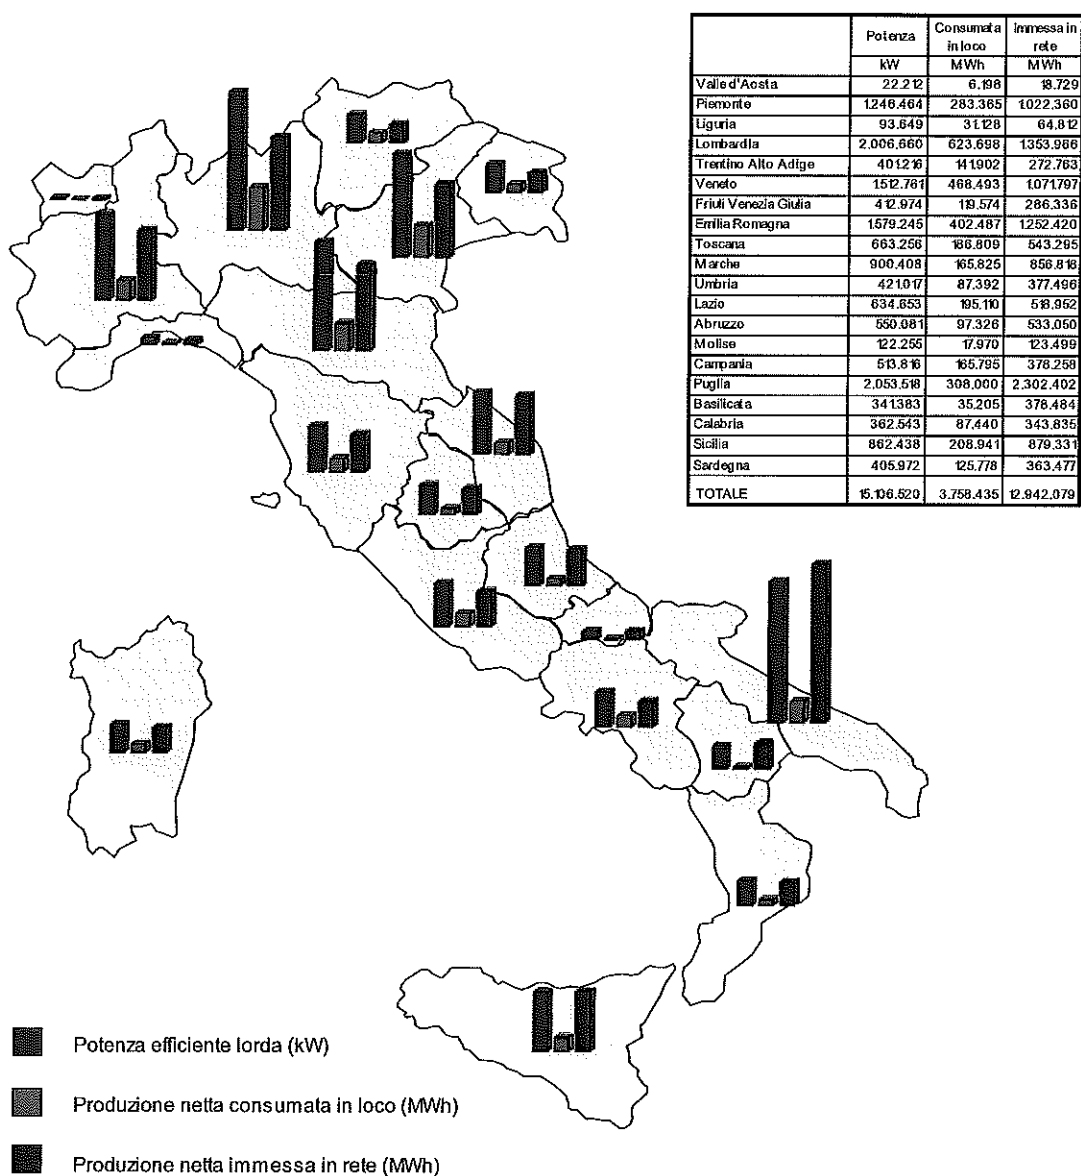 Potenza Consumata in loco Immessa in rete
kW MWh MWh
Valle d'Aosta 22.212 6.198 18.729
Piemonte 1.246.464 283.365 1.022.360
Liguria 93.649 31.128 64.812
Lombardia 2.006.660 623.698 1.353.986
Trentino Alto Adige 401.216 141.902 272.763
Veneto 1.512.761 468.493 1.071.797
Friuli Venezia Giulia 412.974 119.574 286.336
Emilia Romagna 1.579.245 402.487 1.252.420
Toscana 663.256 186.809 543.295
Marche 900.408 165.825 856.816
Umbria 421.017 87.392 377.496
Lazio 634.653 195.110 518.952
Abruzzo 550.081 97.326 533.050
Molise 122.255 17.970 123.499
Campania 513.816 165.795 378.258
Puglia 2.053.518 308.000 2.302.402
Basilicata 341.383 35.205 378.484
Calabria 362.543 87.440 343.835
Sicilia 862.438 208.941 879.331
Sardegna 405.972 125.778 363.477
TOTALE 15.106.520 3.758.435 12.942.079
Potenza efficiente lorda (kW)
Produzione netta consumata in loco (MWh)
Produzione netta immessa in rete (MWh)